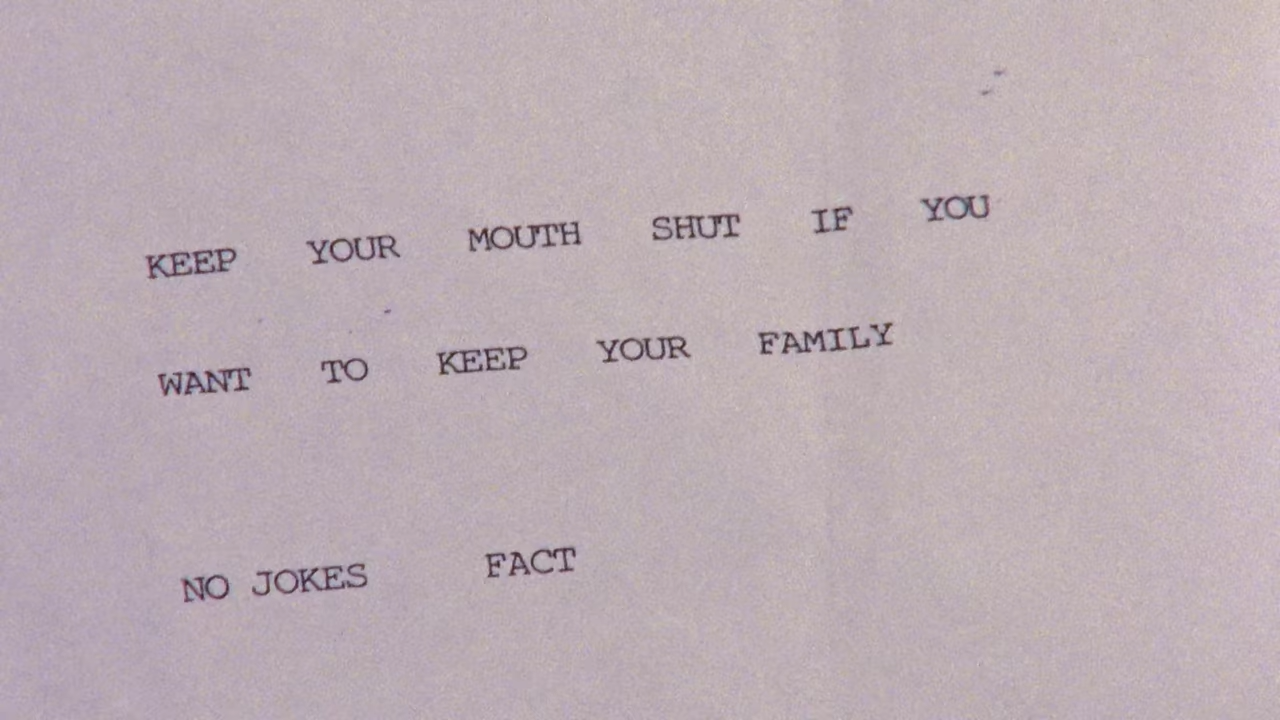 KEEP YOUR MOUTH SHUT IF YOU
WANT TO KEEP YOUR FAMILY
NO JOKES FACT